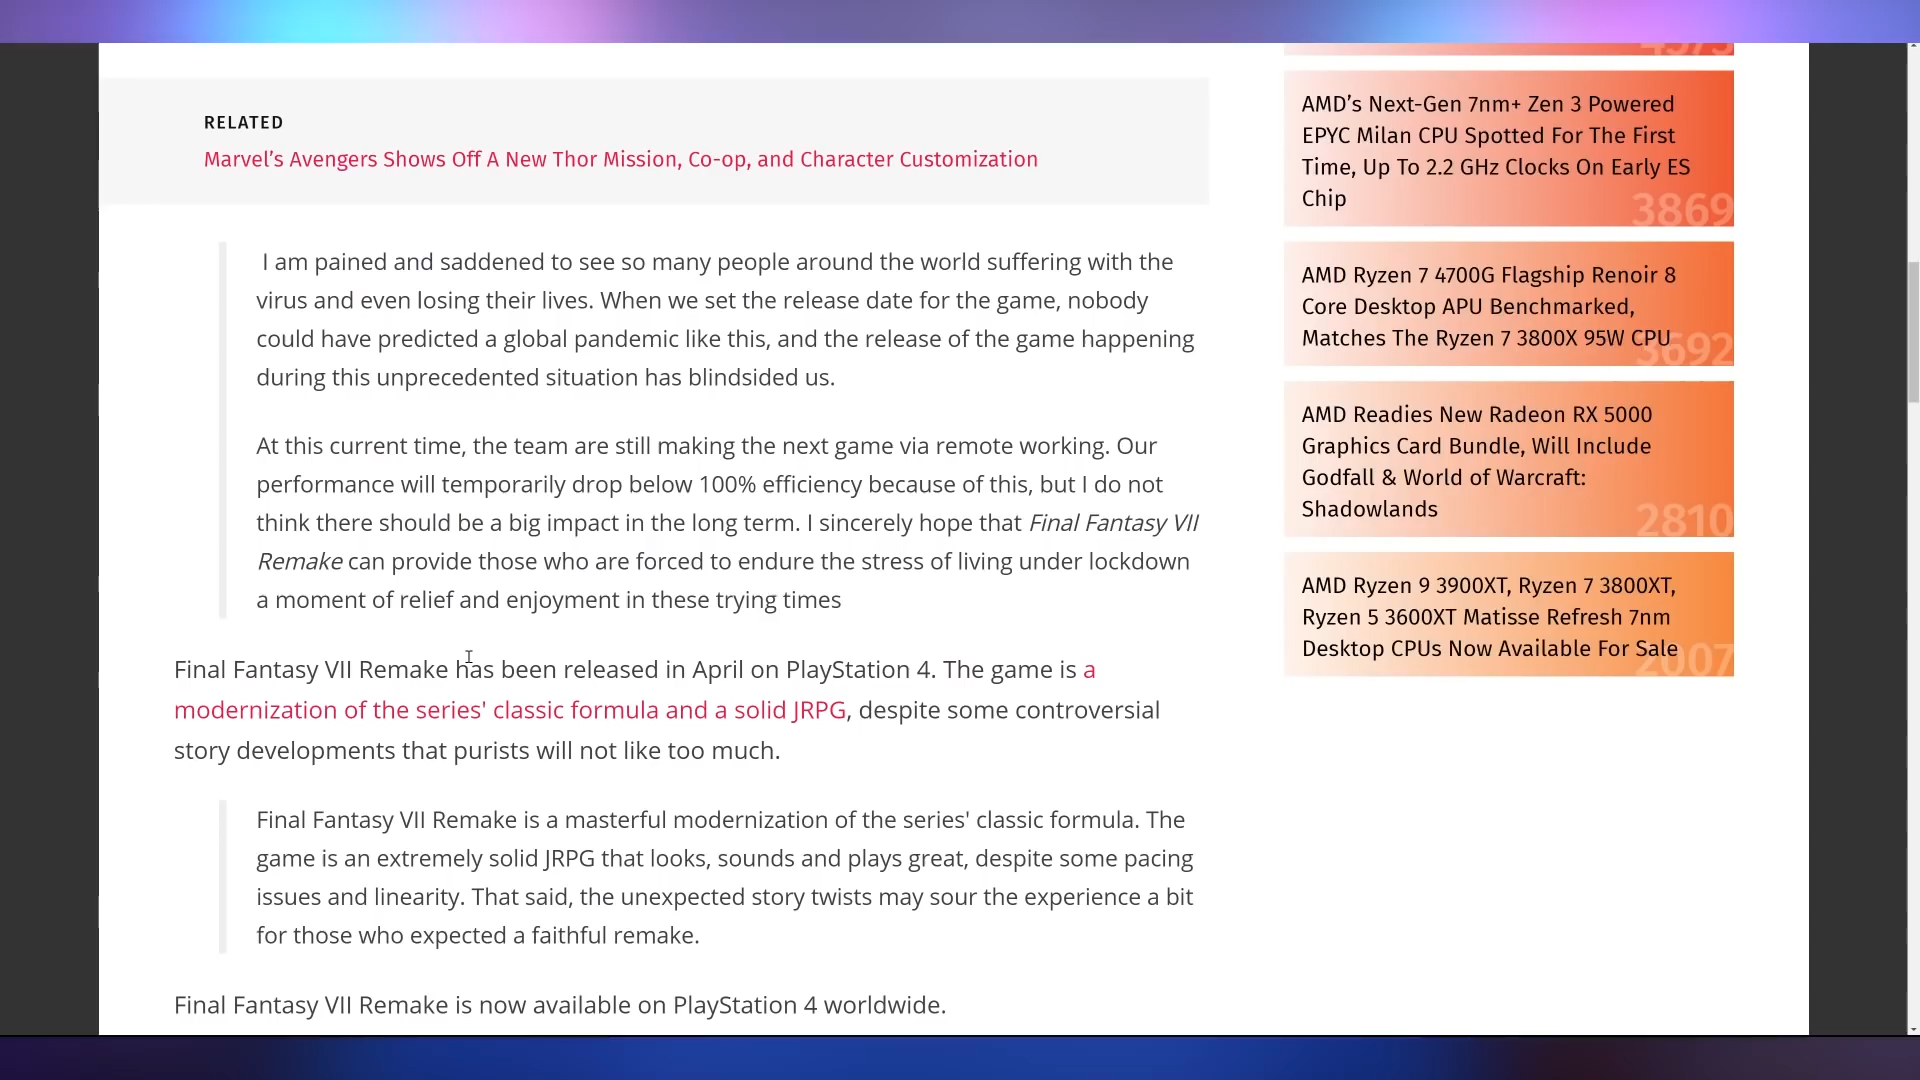 RELATED
Marvel’s Avengers Shows Off A New Thor Mission, Co-op, and Character Customization
I am pained and saddened to see so many people around the world suffering with the
virus and even losing their lives. When we set the release date for the game, nobody
could have predicted a global pandemic like this, and the release of the game happening
during this unprecedented situation has blindsided us.
At this current time, the team are still making the next game via remote working. Our
performance will temporarily drop below 100% efficiency because of this, but I do not
think there should be a big impact in the long term. I sincerely hope that Final Fantasy VII
Remake can provide those who are forced to endure the stress of living under lockdown
a moment of relief and enjoyment in these trying times
Final Fantasy VII Remake has been released in April on PlayStation 4. The game is a
modernization of the series' classic formula and a solid JRPG, despite some controversial
story developments that purists will not like too much.
Final Fantasy VII Remake is a masterful modernization of the series' classic formula. The
game is an extremely solid JRPG that looks, sounds and plays great, despite some pacing
issues and linearity. That said, the unexpected story twists may sour the experience a bit
for those who expected a faithful remake.
Final Fantasy VII Remake is now available on PlayStation 4 worldwide.
AMD’s Next-Gen 7nm+ Zen 3 Powered
EPYC Milan CPU Spotted For The First
Time, Up To 2.2 GHz Clocks On Early ES
Chip
3869
AMD Ryzen 7 4700G Flagship Renoir 8
Core Desktop APU Benchmarked,
Matches The Ryzen 7 3800X 95W CPU
3692
AMD Readies New Radeon RX 5000
Graphics Card Bundle, Will Include
Godfall & World of Warcraft:
Shadowlands
2810
AMD Ryzen 9 3900XT, Ryzen 7 3800XT,
Ryzen 5 3600XT Matisse Refresh 7nm
Desktop CPUs Now Available For Sale
2007